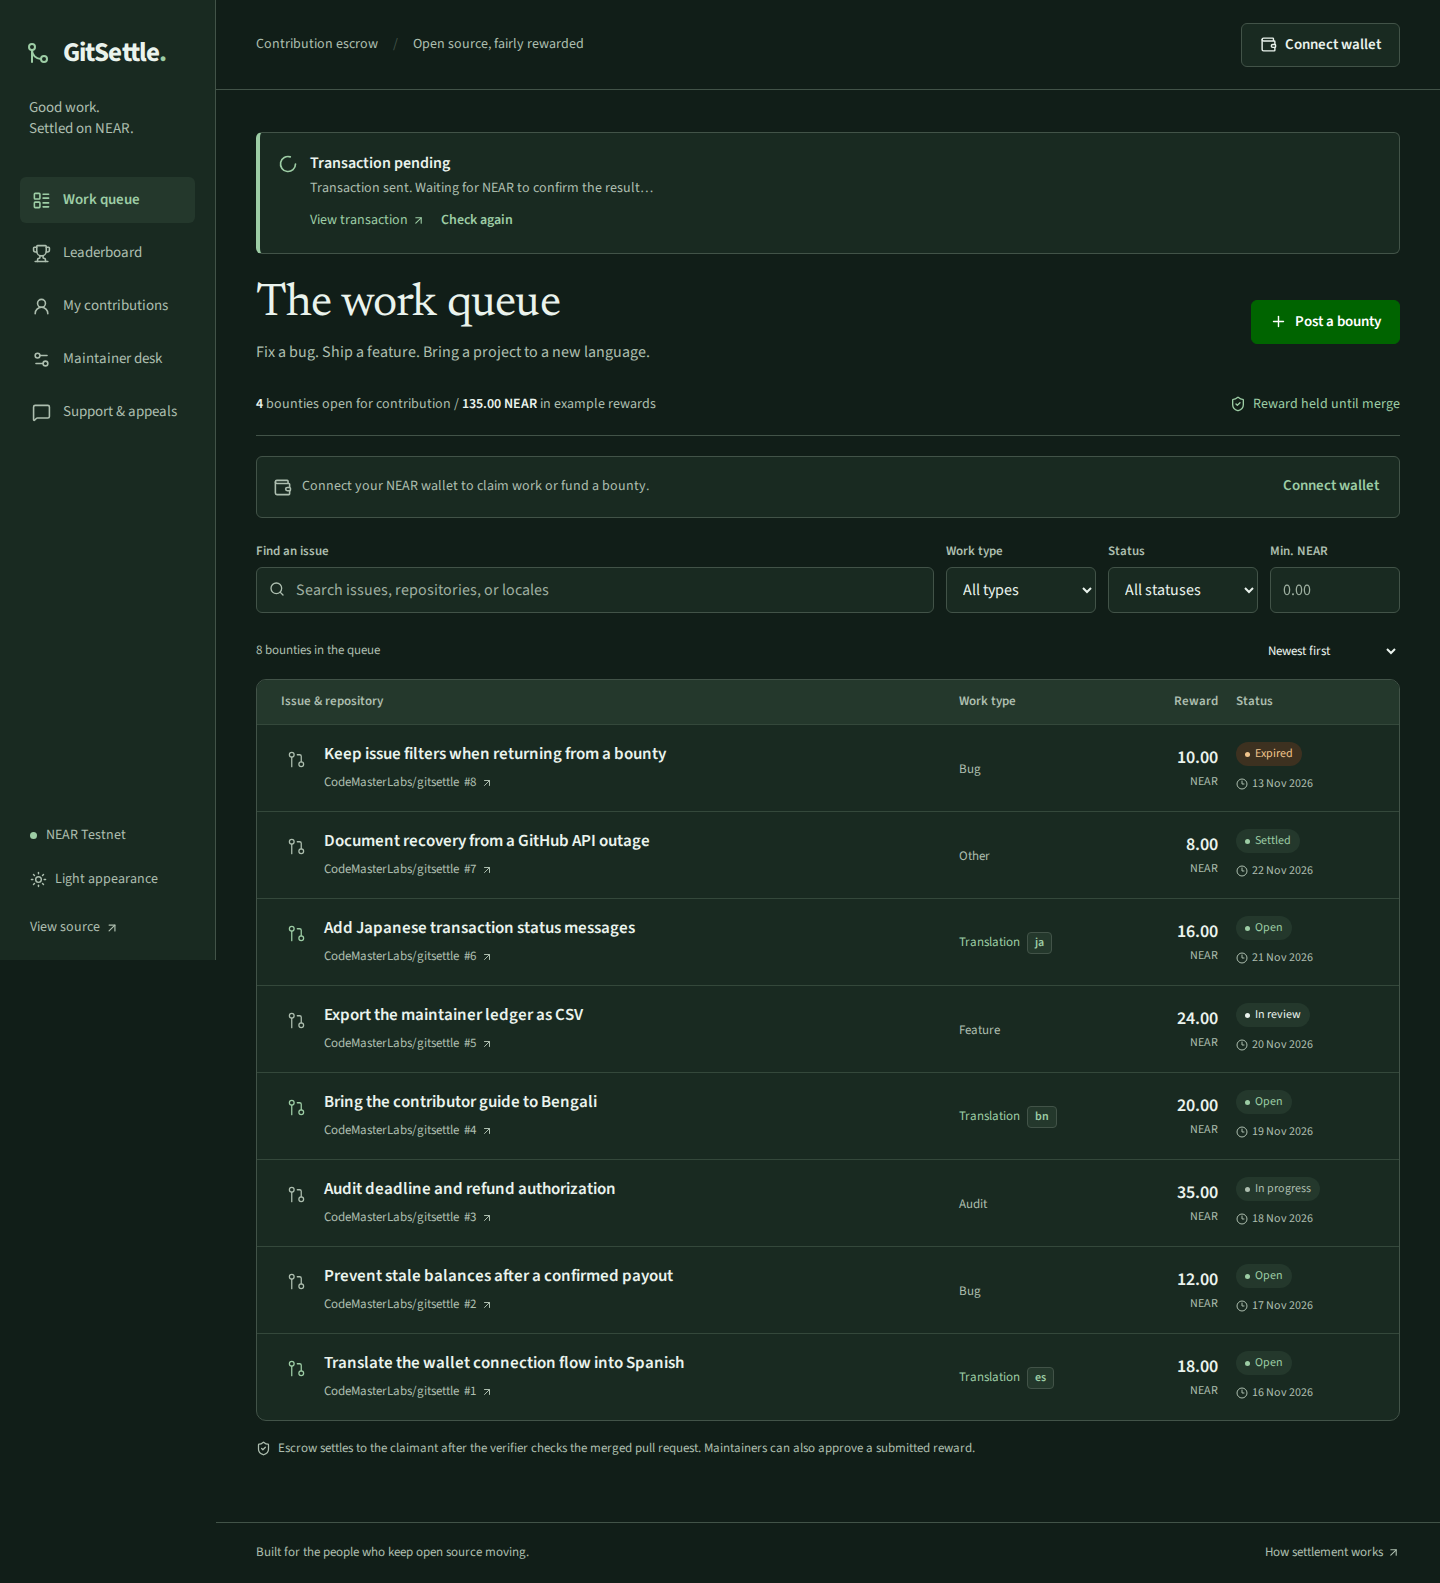 GitSettle.
Good work.
Settled on NEAR.
Work queue
Leaderboard
My contributions
Maintainer desk
Support & appeals
NEAR Testnet
Light appearance
View source
Contribution escrow / Open source, fairly rewarded
Connect wallet
Transaction pending
Transaction sent. Waiting for NEAR to confirm the result…
View transaction Check again
The work queue
Post a bounty
Fix a bug. Ship a feature. Bring a project to a new language.
4 bounties open for contribution / 135.00 NEAR in example rewards
Reward held until merge
Connect your NEAR wallet to claim work or fund a bounty.
Connect wallet
Find an issue Work type Status Min. NEAR
Search issues, repositories, or locales All types All statuses 0.00
8 bounties in the queue Newest first
Issue & repository Work type Reward Status
Keep issue filters when returning from a bounty
CodeMasterLabs/gitsettle #8
Bug
10.00
NEAR
Expired
13 Nov 2026
Document recovery from a GitHub API outage
CodeMasterLabs/gitsettle #7
Other
8.00
NEAR
Settled
22 Nov 2026
Add Japanese transaction status messages
CodeMasterLabs/gitsettle #6
Translation ja
16.00
NEAR
Open
21 Nov 2026
Export the maintainer ledger as CSV
CodeMasterLabs/gitsettle #5
Feature
24.00
NEAR
In review
20 Nov 2026
Bring the contributor guide to Bengali
CodeMasterLabs/gitsettle #4
Translation bn
20.00
NEAR
Open
19 Nov 2026
Audit deadline and refund authorization
CodeMasterLabs/gitsettle #3
Audit
35.00
NEAR
In progress
18 Nov 2026
Prevent stale balances after a confirmed payout
CodeMasterLabs/gitsettle #2
Bug
12.00
NEAR
Open
17 Nov 2026
Translate the wallet connection flow into Spanish
CodeMasterLabs/gitsettle #1
Translation es
18.00
NEAR
Open
16 Nov 2026
Escrow settles to the claimant after the verifier checks the merged pull request. Maintainers can also approve a submitted reward.
Built for the people who keep open source moving.
How settlement works